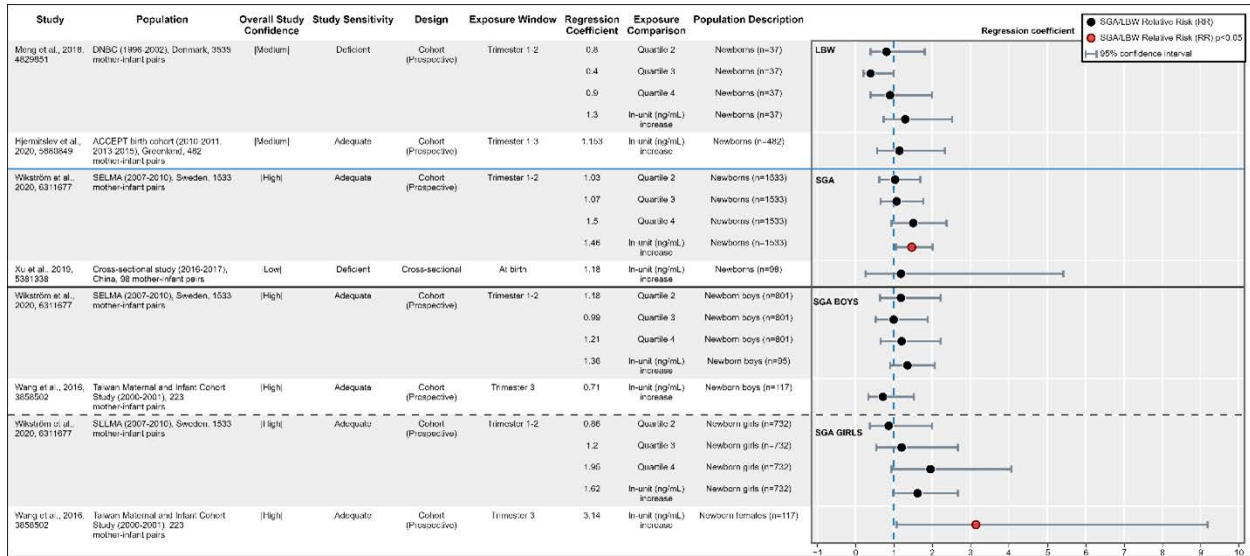 Study Population Overall Study Confidence Study Sensitivity Design Exposure Window Regression Coefficient Exposure Comparison Population Description
Regression coefficient
SGA/LBW Relative Risk (RR)
SGA/LBW Relative Risk (RR) p<0.05
95% confidence interval
Meng et al., 2018, 4829851 DNBC (1996-2002), Denmark, 3535 mother-infant pairs |Medium| Deficient Cohort (Prospective) Trimester 1-2 0.8 Quartile 2 Newborns (n=37) LBW
0.4 Quartile 3 Newborns (n=37)
0.9 Quartile 4 Newborns (n=37)
1.3 ln-unit (ng/mL) increase Newborns (n=37)
Hjermitslev et al., 2020, 5880849 ACCEPT birth cohort (2010-2011, 2013-2015), Greenland, 482 mother-infant pairs |Medium| Adequate Cohort (Prospective) Trimester 1-3 1.153 ln-unit (ng/mL) increase Newborns (n=482)
Wikström et al., 2020, 6311677 SELMA (2007-2010), Sweden, 1533 mother-infant pairs |High| Adequate Cohort (Prospective) Trimester 1-2 1.03 Quartile 2 Newborns (n=1533) SGA
1.07 Quartile 3 Newborns (n=1533)
1.5 Quartile 4 Newborns (n=1533)
1.46 ln-unit (ng/mL) increase Newborns (n=1533)
Xu et al., 2019, 5381338 Cross-sectional study (2016-2017), China, 98 mother-infant pairs |Low| Deficient Cross-sectional At birth 1.18 ln-unit (ng/mL) increase Newborns (n=98)
Wikström et al., 2020, 6311677 SELMA (2007-2010), Sweden, 1533 mother-infant pairs |High| Adequate Cohort (Prospective) Trimester 1-2 1.18 Quartile 2 Newborn boys (n=801) SGA BOYS
0.99 Quartile 3 Newborn boys (n=801)
1.21 Quartile 4 Newborn boys (n=801)
1.36 ln-unit (ng/mL) increase Newborn boys (n=95)
Wang et al., 2016, 3858502 Taiwan Maternal and Infant Cohort Study (2000-2001), 223 mother-infant pairs |High| Adequate Cohort (Prospective) Trimester 3 0.71 ln-unit (ng/mL) increase Newborn boys (n=117)
Wikström et al., 2020, 6311677 SELMA (2007-2010), Sweden, 1533 mother-infant pairs |High| Adequate Cohort (Prospective) Trimester 1-2 0.86 Quartile 2 Newborn girls (n=732) SGA GIRLS
1.2 Quartile 3 Newborn girls (n=732)
1.95 Quartile 4 Newborn girls (n=732)
1.62 ln-unit (ng/mL) increase Newborn girls (n=732)
Wang et al., 2016, 3858502 Taiwan Maternal and Infant Cohort Study (2000-2001), 223 mother-infant pairs |High| Adequate Cohort (Prospective) Trimester 3 3.14 ln-unit (ng/mL) increase Newborn females (n=117)
-1 0 1 2 3 4 5 6 7 8 9 10